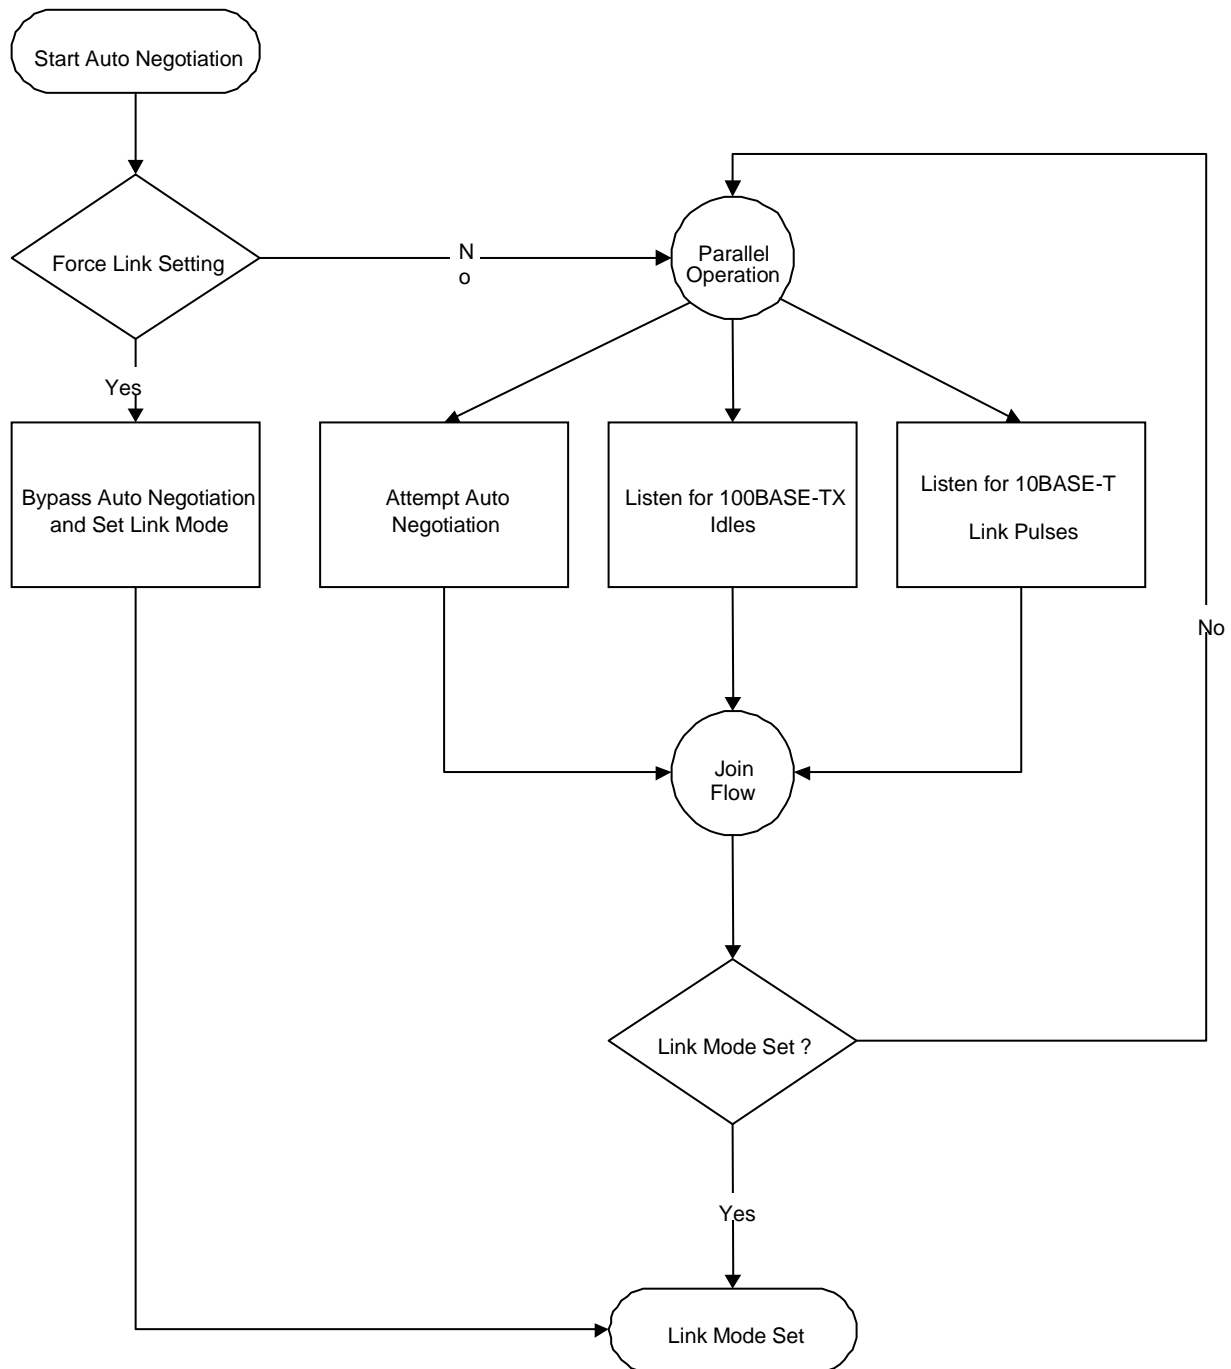 Start Auto Negotiation
Force Link Setting
N
o
Parallel
Operation
Yes
Bypass Auto Negotiation
and Set Link Mode
Attempt Auto
Negotiation
Listen for 100BASE-TX
Idles
Listen for 10BASE-T
Link Pulses
No
Join
Flow
Link Mode Set ?
Yes
Link Mode Set